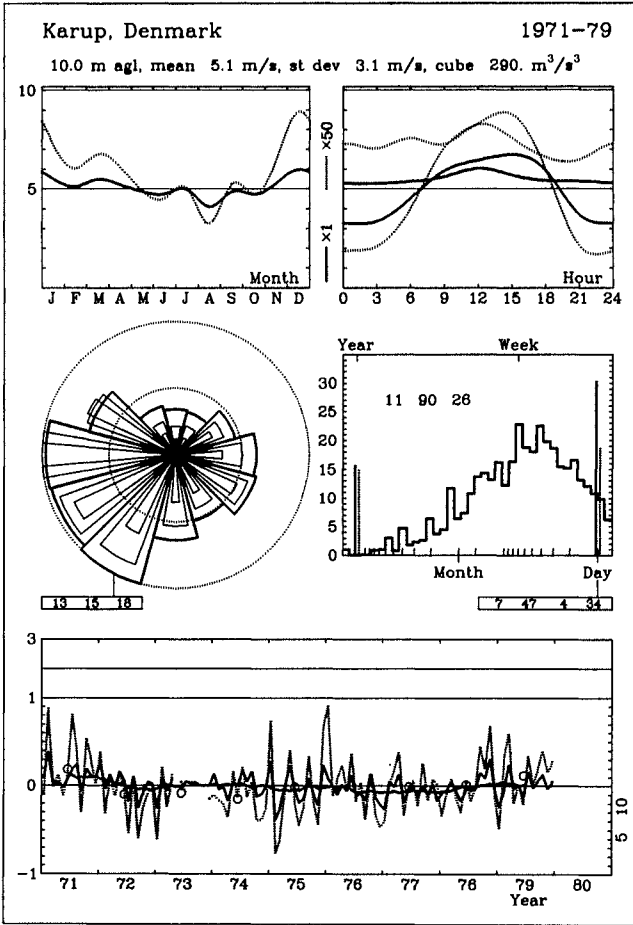 Karup, Denmark 1971-79
10.0 m agl, mean 5.1 m/s, st dev 3.1 m/s, cube 290. m³/s³
10
5
J F M A M J J A S O N D
Month
×1 ×50
0 3 6 9 12 15 18 21 24
Hour
Year Week
35
30
25
20
15
10
5
0
11 90 26
Month Day
13 15 18
7 47 4 34
3
1
0
-1
5 10
71 72 73 74 75 76 77 78 79 80
Year